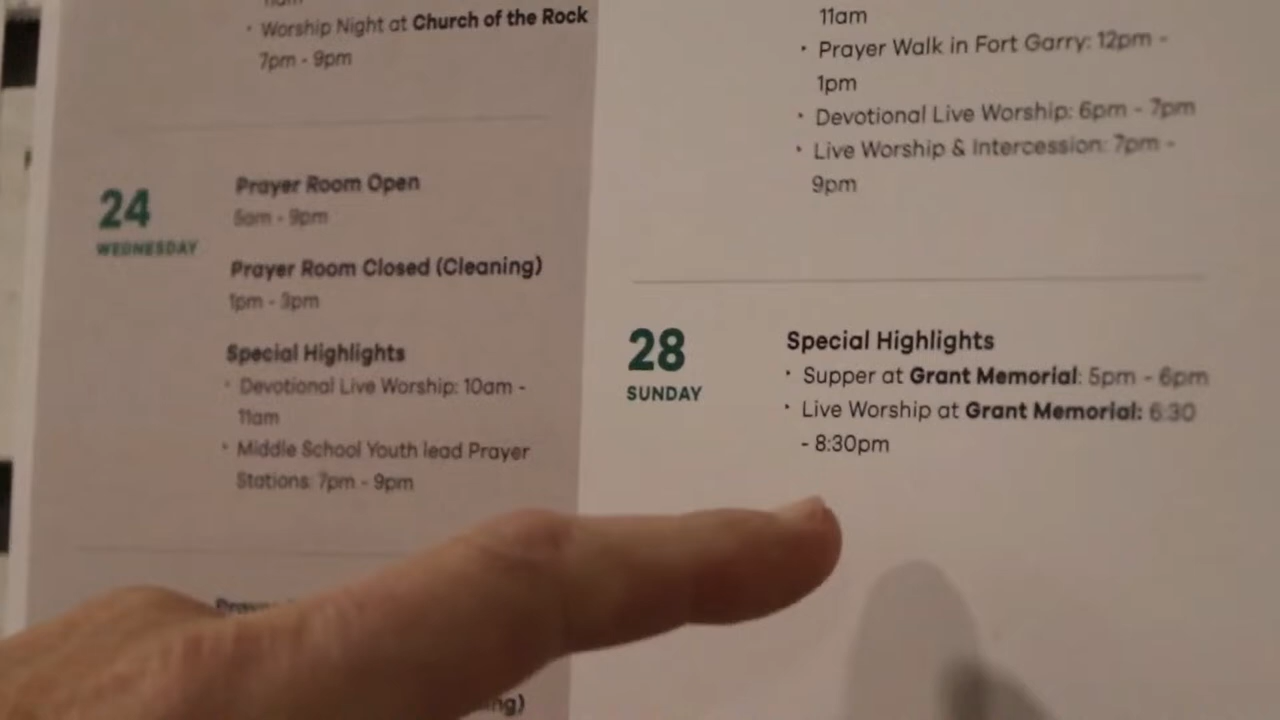 Worship Night at Church of the Rock
7pm - 9pm
24
WEDNESDAY
Prayer Room Open
5am - 9pm
Prayer Room Closed (Cleaning)
1pm - 3pm
Special Highlights
Devotional Live Worship: 10am -
11am
Middle School Youth lead Prayer
Stations: 7pm - 9pm
11am
Prayer Walk in Fort Garry: 12pm -
1pm
Devotional Live Worship: 6pm - 7pm
Live Worship & Intercession: 7pm -
9pm
28
SUNDAY
Special Highlights
Supper at Grant Memorial: 5pm - 6pm
Live Worship at Grant Memorial: 6:30
- 8:30pm